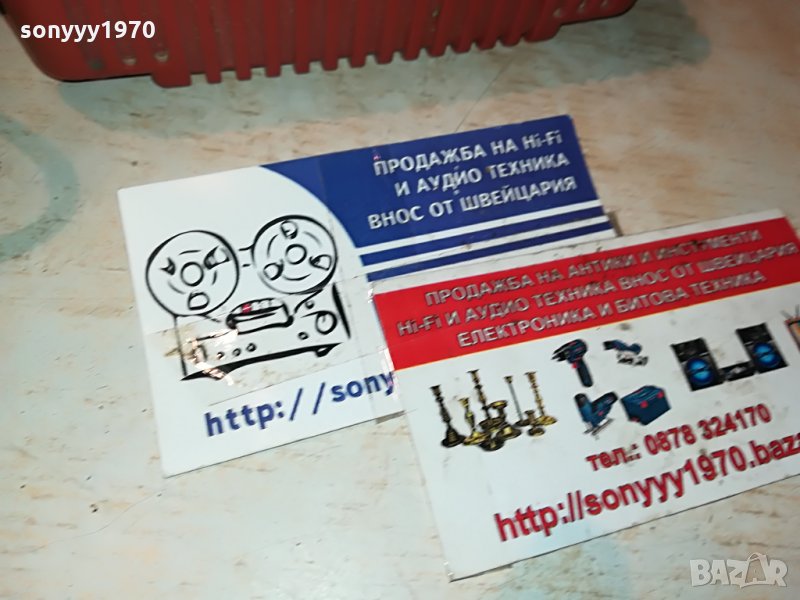 sonyyy1970
ПРОДАЖБА НА Hi-Fi
И АУДИО ТЕХНИКА
ВНОС ОТ ШВЕЙЦАРИЯ
http://sony
ПРОДАЖБА НА АНТИКИ И ИНСТРУМЕНТИ
Hi-Fi И АУДИО ТЕХНИКА ВНОС ОТ ШВЕЙЦАРИЯ
ЕЛЕКТРОНИКА И БИТОВА ТЕХНИКА
тел.: 0878 324170
http://sonyyy1970.baza
BAZAR